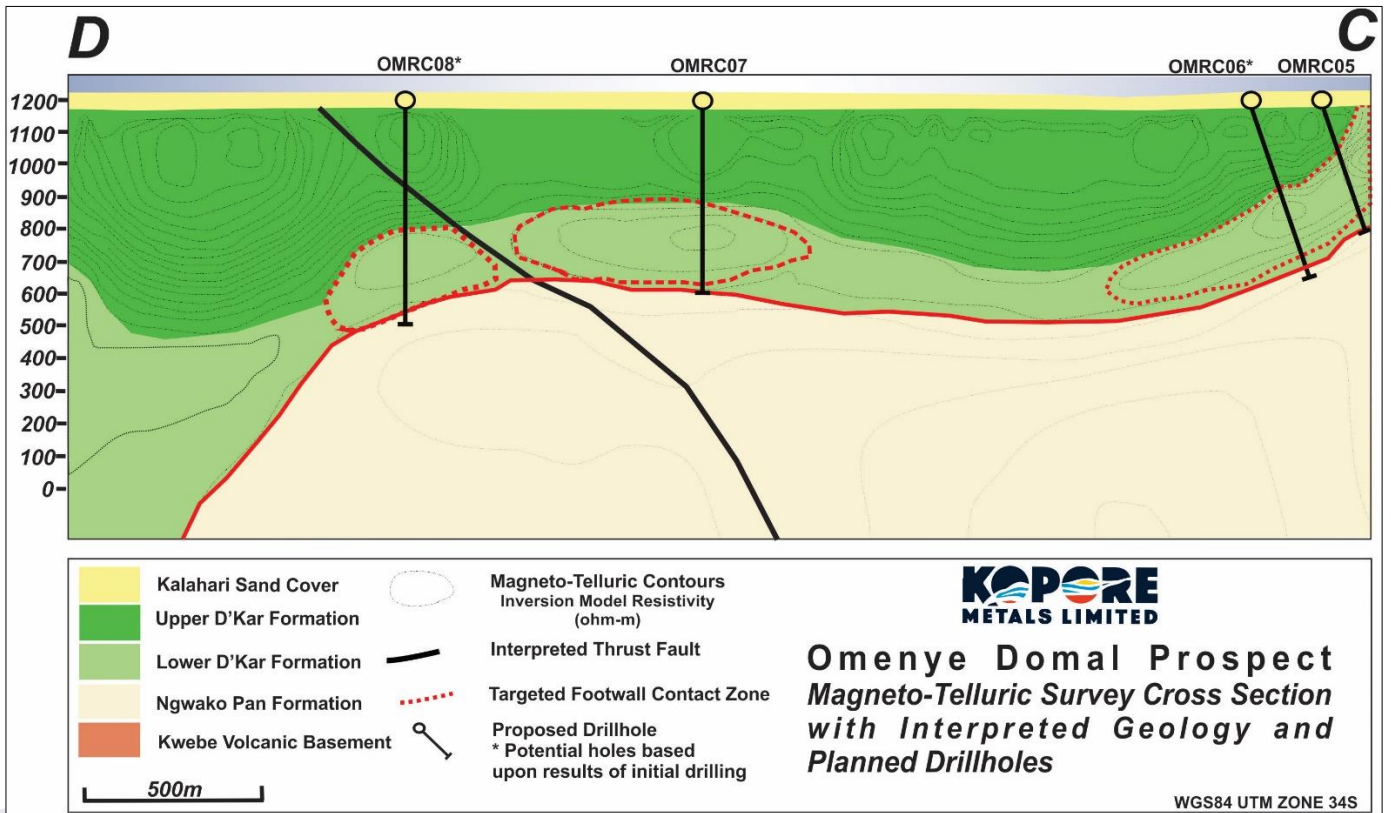 D
C
OMRC08*
OMRC07
OMRC06*
OMRC05
1200
1100
1000
900
800
700
600
500
400
300
200
100
0
Kalahari Sand Cover
Upper D'Kar Formation
Lower D'Kar Formation
Ngwako Pan Formation
Kwebe Volcanic Basement
500m
Magneto-Telluric Contours
Inversion Model Resistivity
(ohm-m)
Interpreted Thrust Fault
Targeted Footwall Contact Zone
Proposed Drillhole
* Potential holes based
upon results of initial drilling
KOPORE
METALS LIMITED
Omenye Domal Prospect
Magneto-Telluric Survey Cross Section
with Interpreted Geology and
Planned Drillholes
WGS84 UTM ZONE 34S